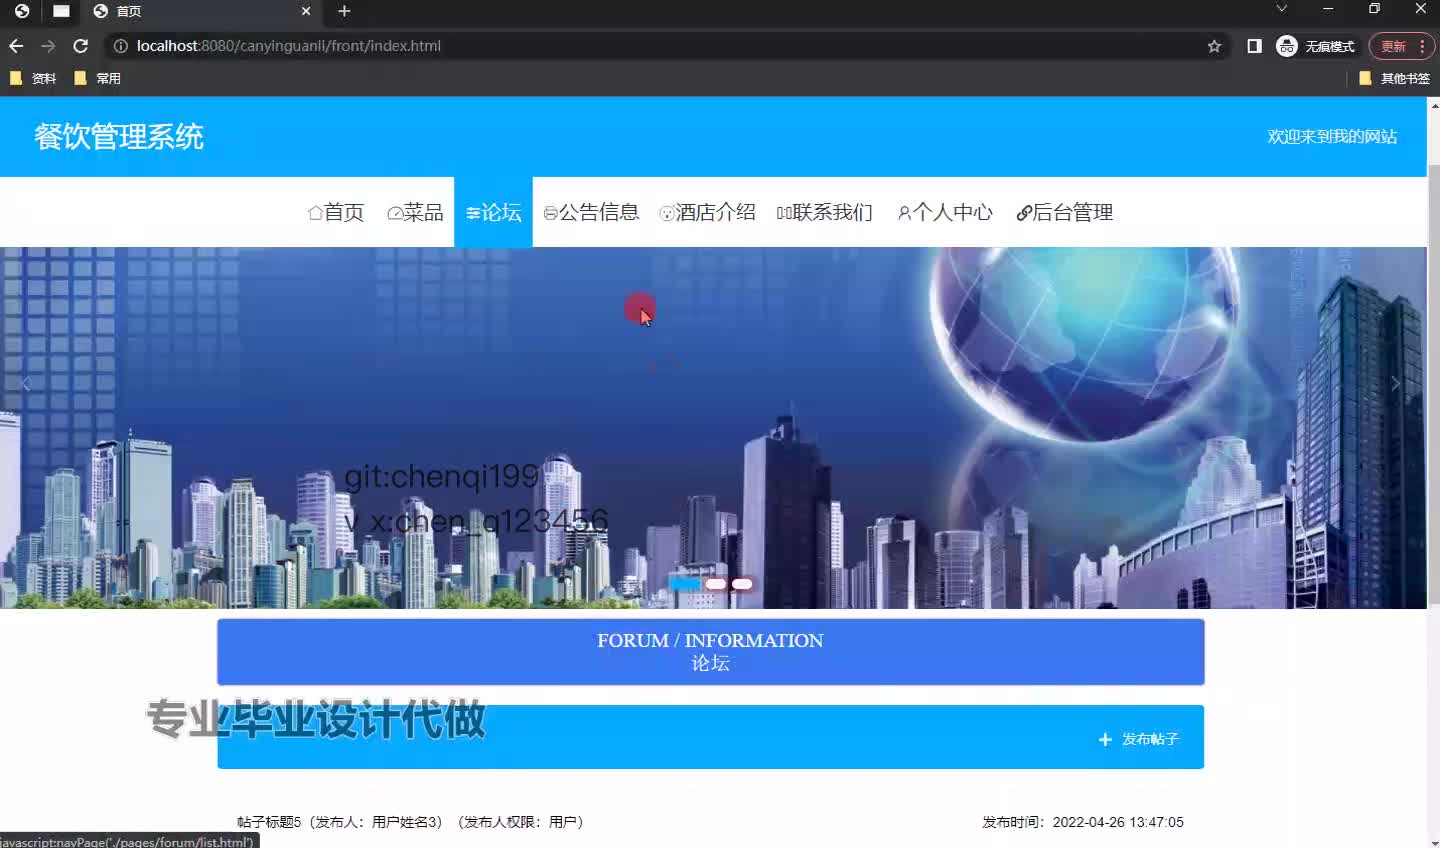 首页
localhost:8080/canyinguanli/front/index.html
无痕模式
更新
资料
常用
其他书签
餐饮管理系统
欢迎来到我的网站
首页
菜品
论坛
公告信息
酒店介绍
联系我们
个人中心
后台管理
git:chenqi199
v x:chen_q123456
FORUM / INFORMATION
论坛
专业毕业设计代做
发布帖子
帖子标题5（发布人：用户姓名3）（发布人权限：用户）
发布时间：2022-04-26 13:47:05
javascript:navPage('./pages/forum/list.html')